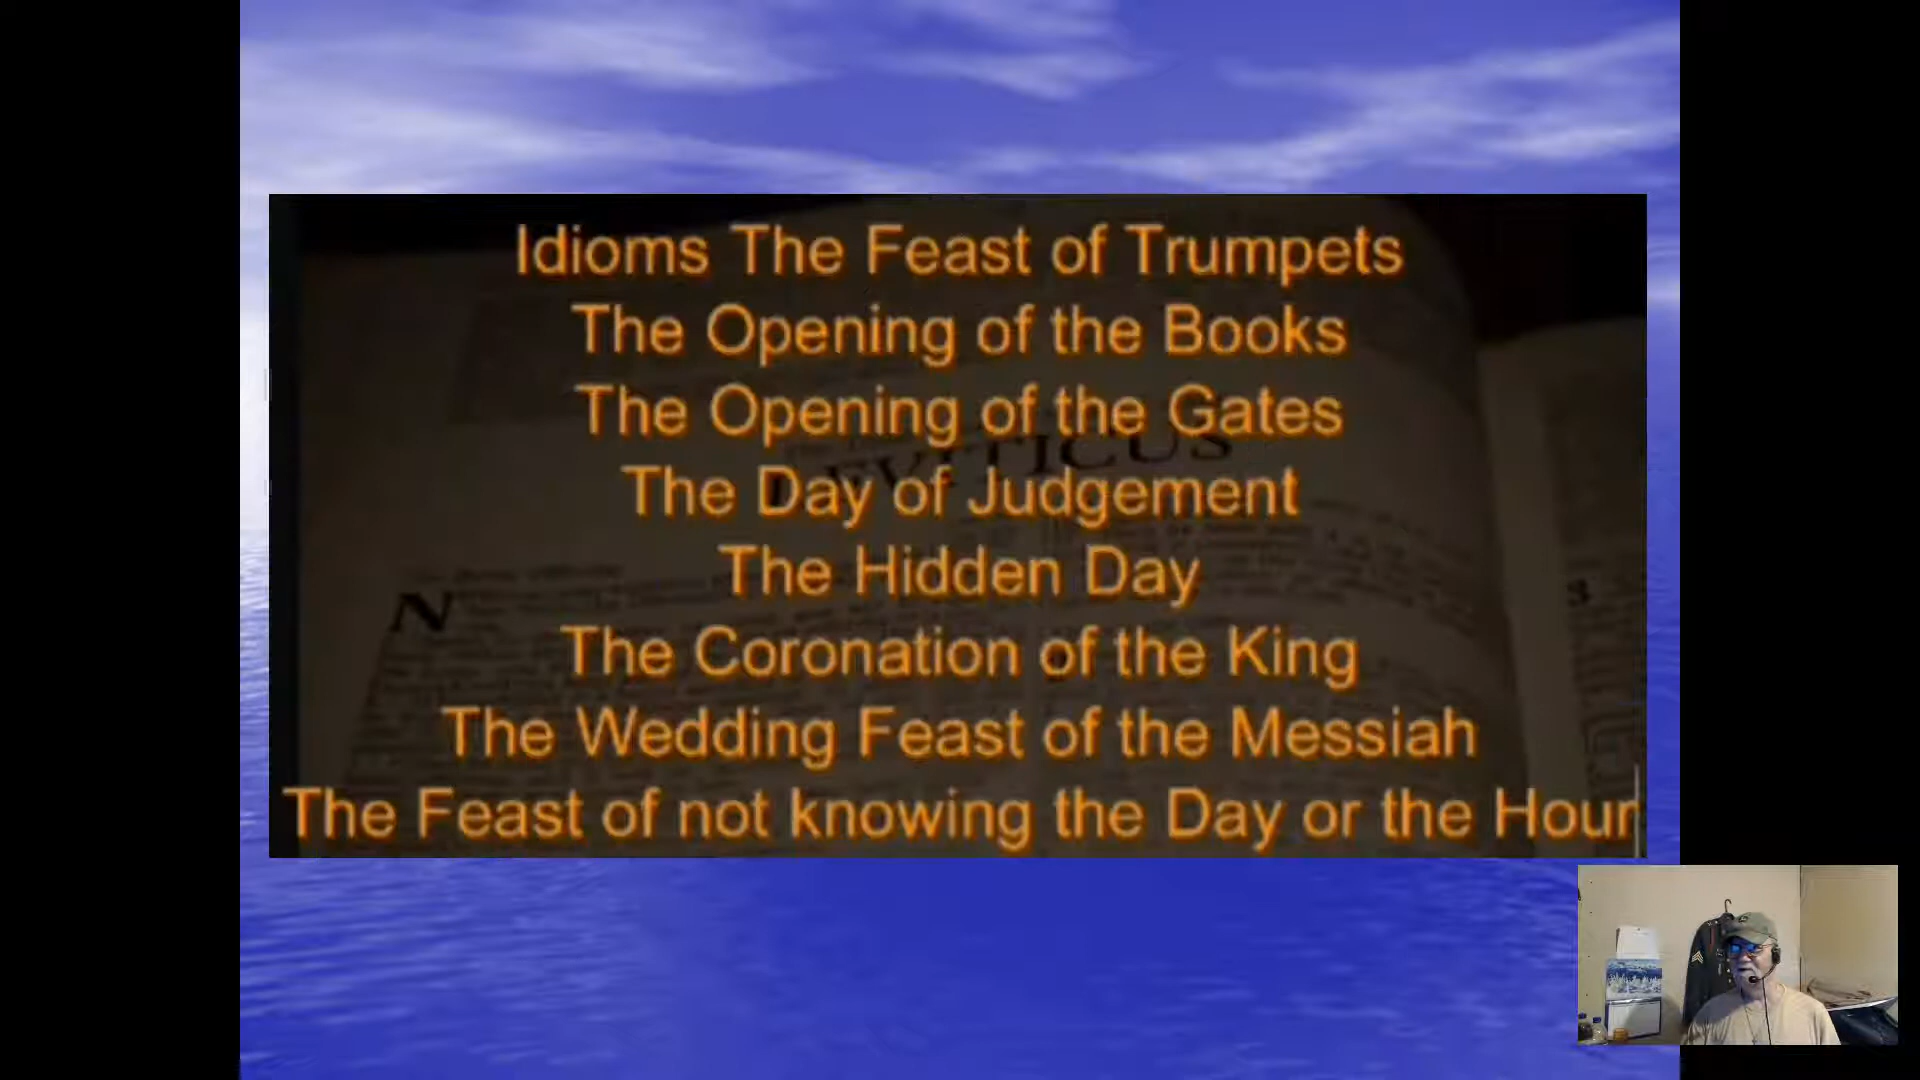 Idioms The Feast of Trumpets
The Opening of the Books
The Opening of the Gates
LEVITICUS
The Day of Judgement
The Hidden Day
N
3
The Coronation of the King
The Wedding Feast of the Messiah
The Feast of not knowing the Day or the Hour